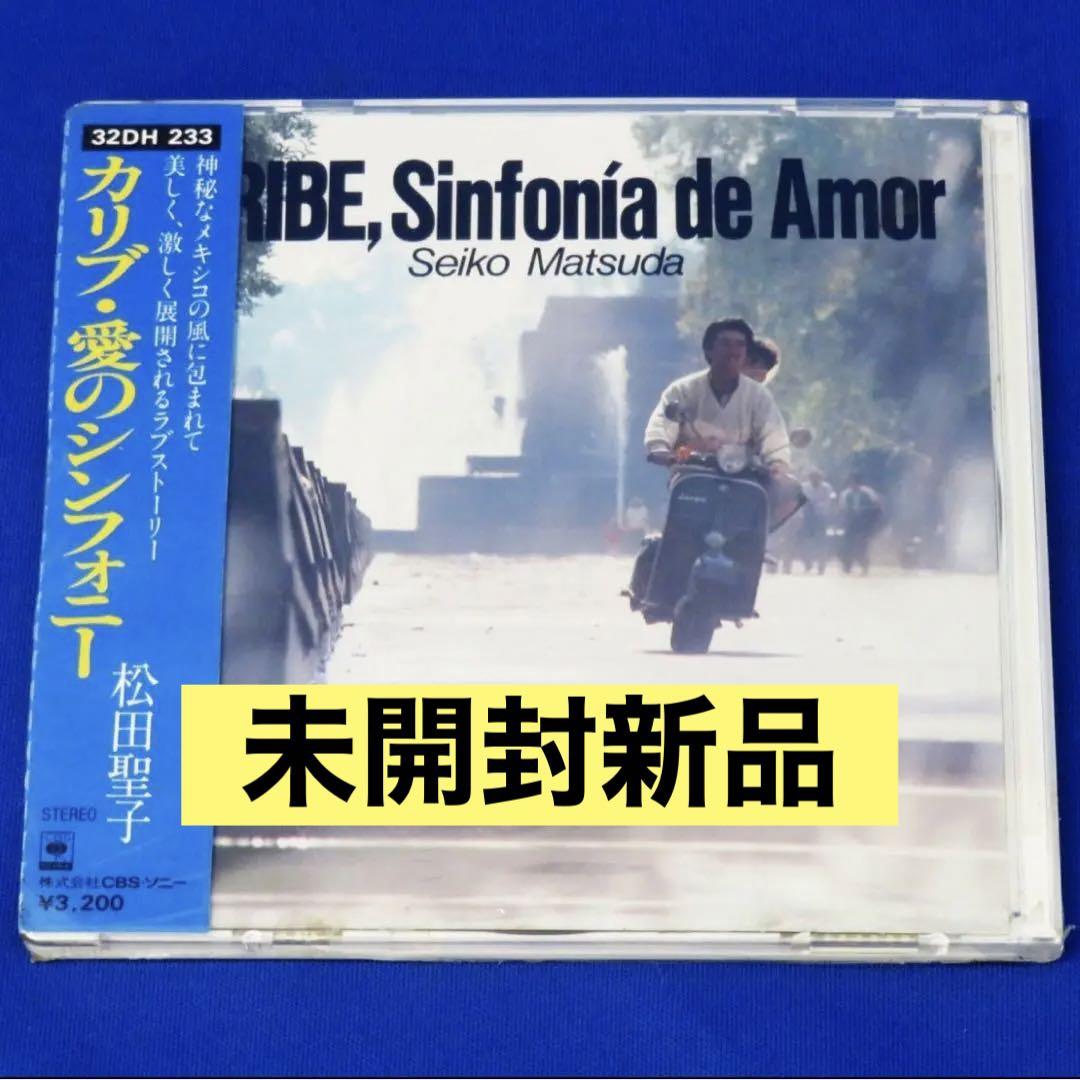 32DH 233
カリブ・愛のシンフォニー
神秘なメキシコの風に包まれて
美しく、激しく展開されるラブストーリー
松田聖子
STEREO
株式会社CBS・ソニー
¥3,200
RIBE, Sinfonía de Amor
Seiko Matsuda
未開封新品